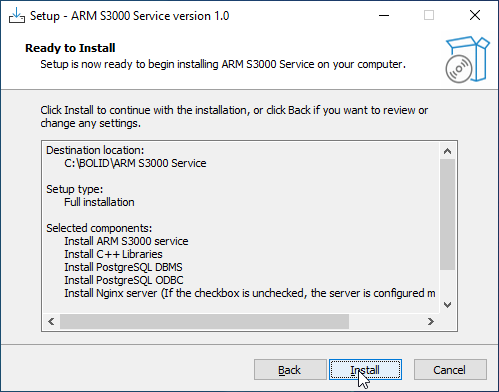 Setup - ARM S3000 Service version 1.0
Ready to Install
Setup is now ready to begin installing ARM S3000 Service on your computer.
Click Install to continue with the installation, or click Back if you want to review or
change any settings.
Destination location:
C:\BOLID\ARM S3000 Service
Setup type:
Full installation
Selected components:
Install ARM S3000 service
Install C++ Libraries
Install PostgreSQL DBMS
Install PostgreSQL ODBC
Install Nginx server (If the checkbox is unchecked, the server is configured m
Back
Install
Cancel